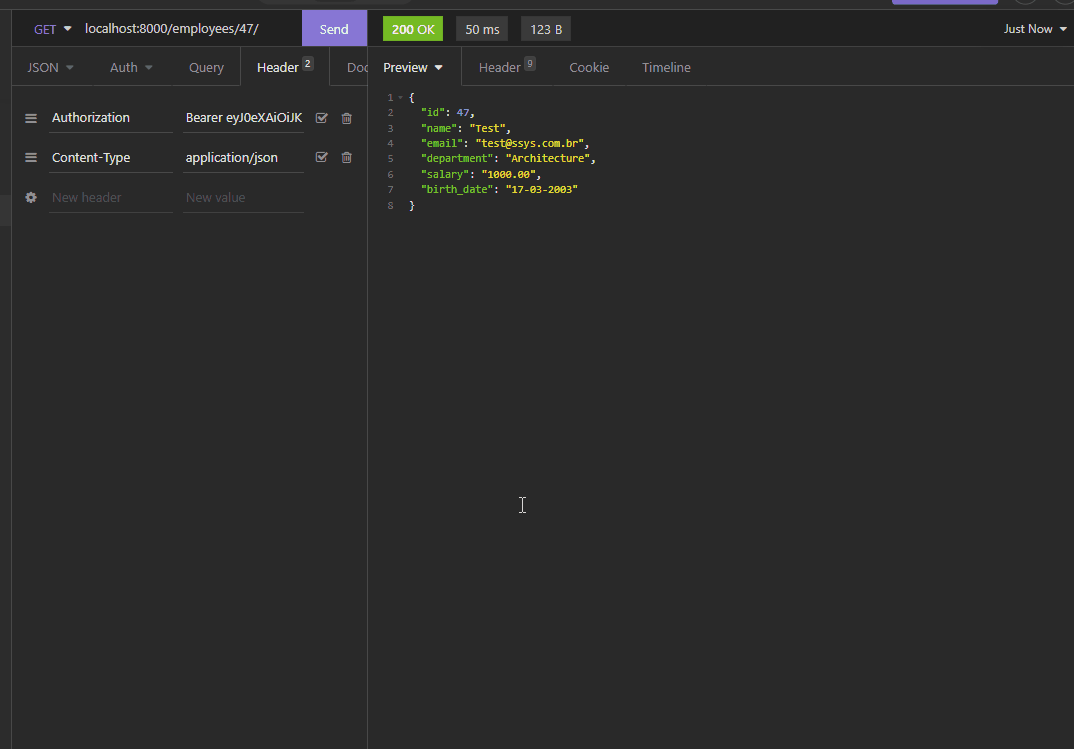 GET localhost:8000/employees/47/ Send 200 OK 50 ms 123 B Just Now
JSON Auth Query Header 2 Doc Preview Header 9 Cookie Timeline
Authorization Bearer eyJ0eXAiOiJK
Content-Type application/json
New header New value
1 {
2 "id": 47,
3 "name": "Test",
4 "email": "test@ssys.com.br",
5 "department": "Architecture",
6 "salary": "1000.00",
7 "birth_date": "17-03-2003"
8 }